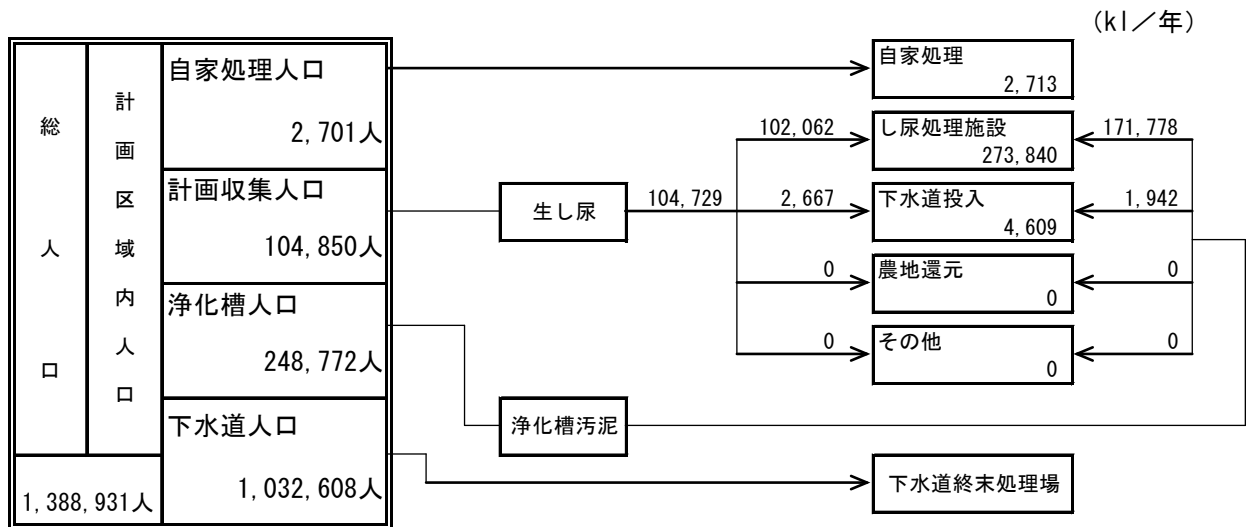 (kl／年)
総人口
計画区域内人口
1,388,931人
自家処理人口
2,701人
計画収集人口
104,850人
浄化槽人口
248,772人
下水道人口
1,032,608人
生し尿
104,729
浄化槽汚泥
102,062
2,667
0
0
自家処理
2,713
し尿処理施設
273,840
下水道投入
4,609
農地還元
0
その他
0
171,778
1,942
0
0
下水道終末処理場